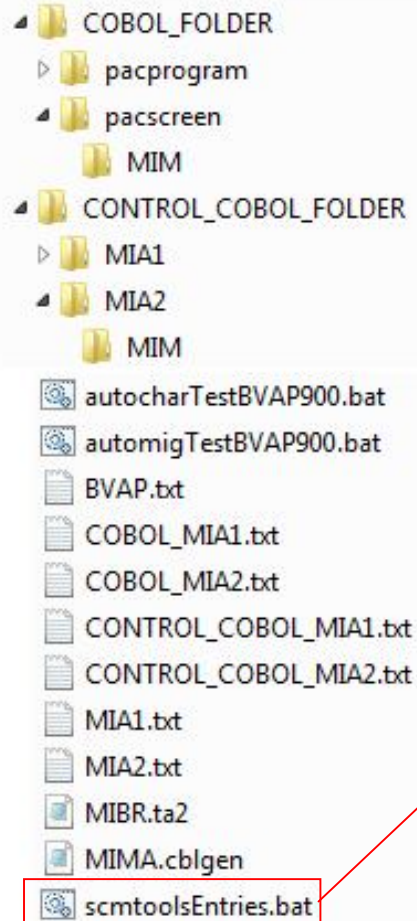 COBOL_FOLDER
pacprogram
pacscreen
MIM
CONTROL_COBOL_FOLDER
MIA1
MIA2
MIM
autocharTestBVAP900.bat
automigTestBVAP900.bat
BVAP.txt
COBOL_MIA1.txt
COBOL_MIA2.txt
CONTROL_COBOL_MIA1.txt
CONTROL_COBOL_MIA2.txt
MIA1.txt
MIA2.txt
MIBR.ta2
MIMA.cblgen
scmtoolsEntries.bat